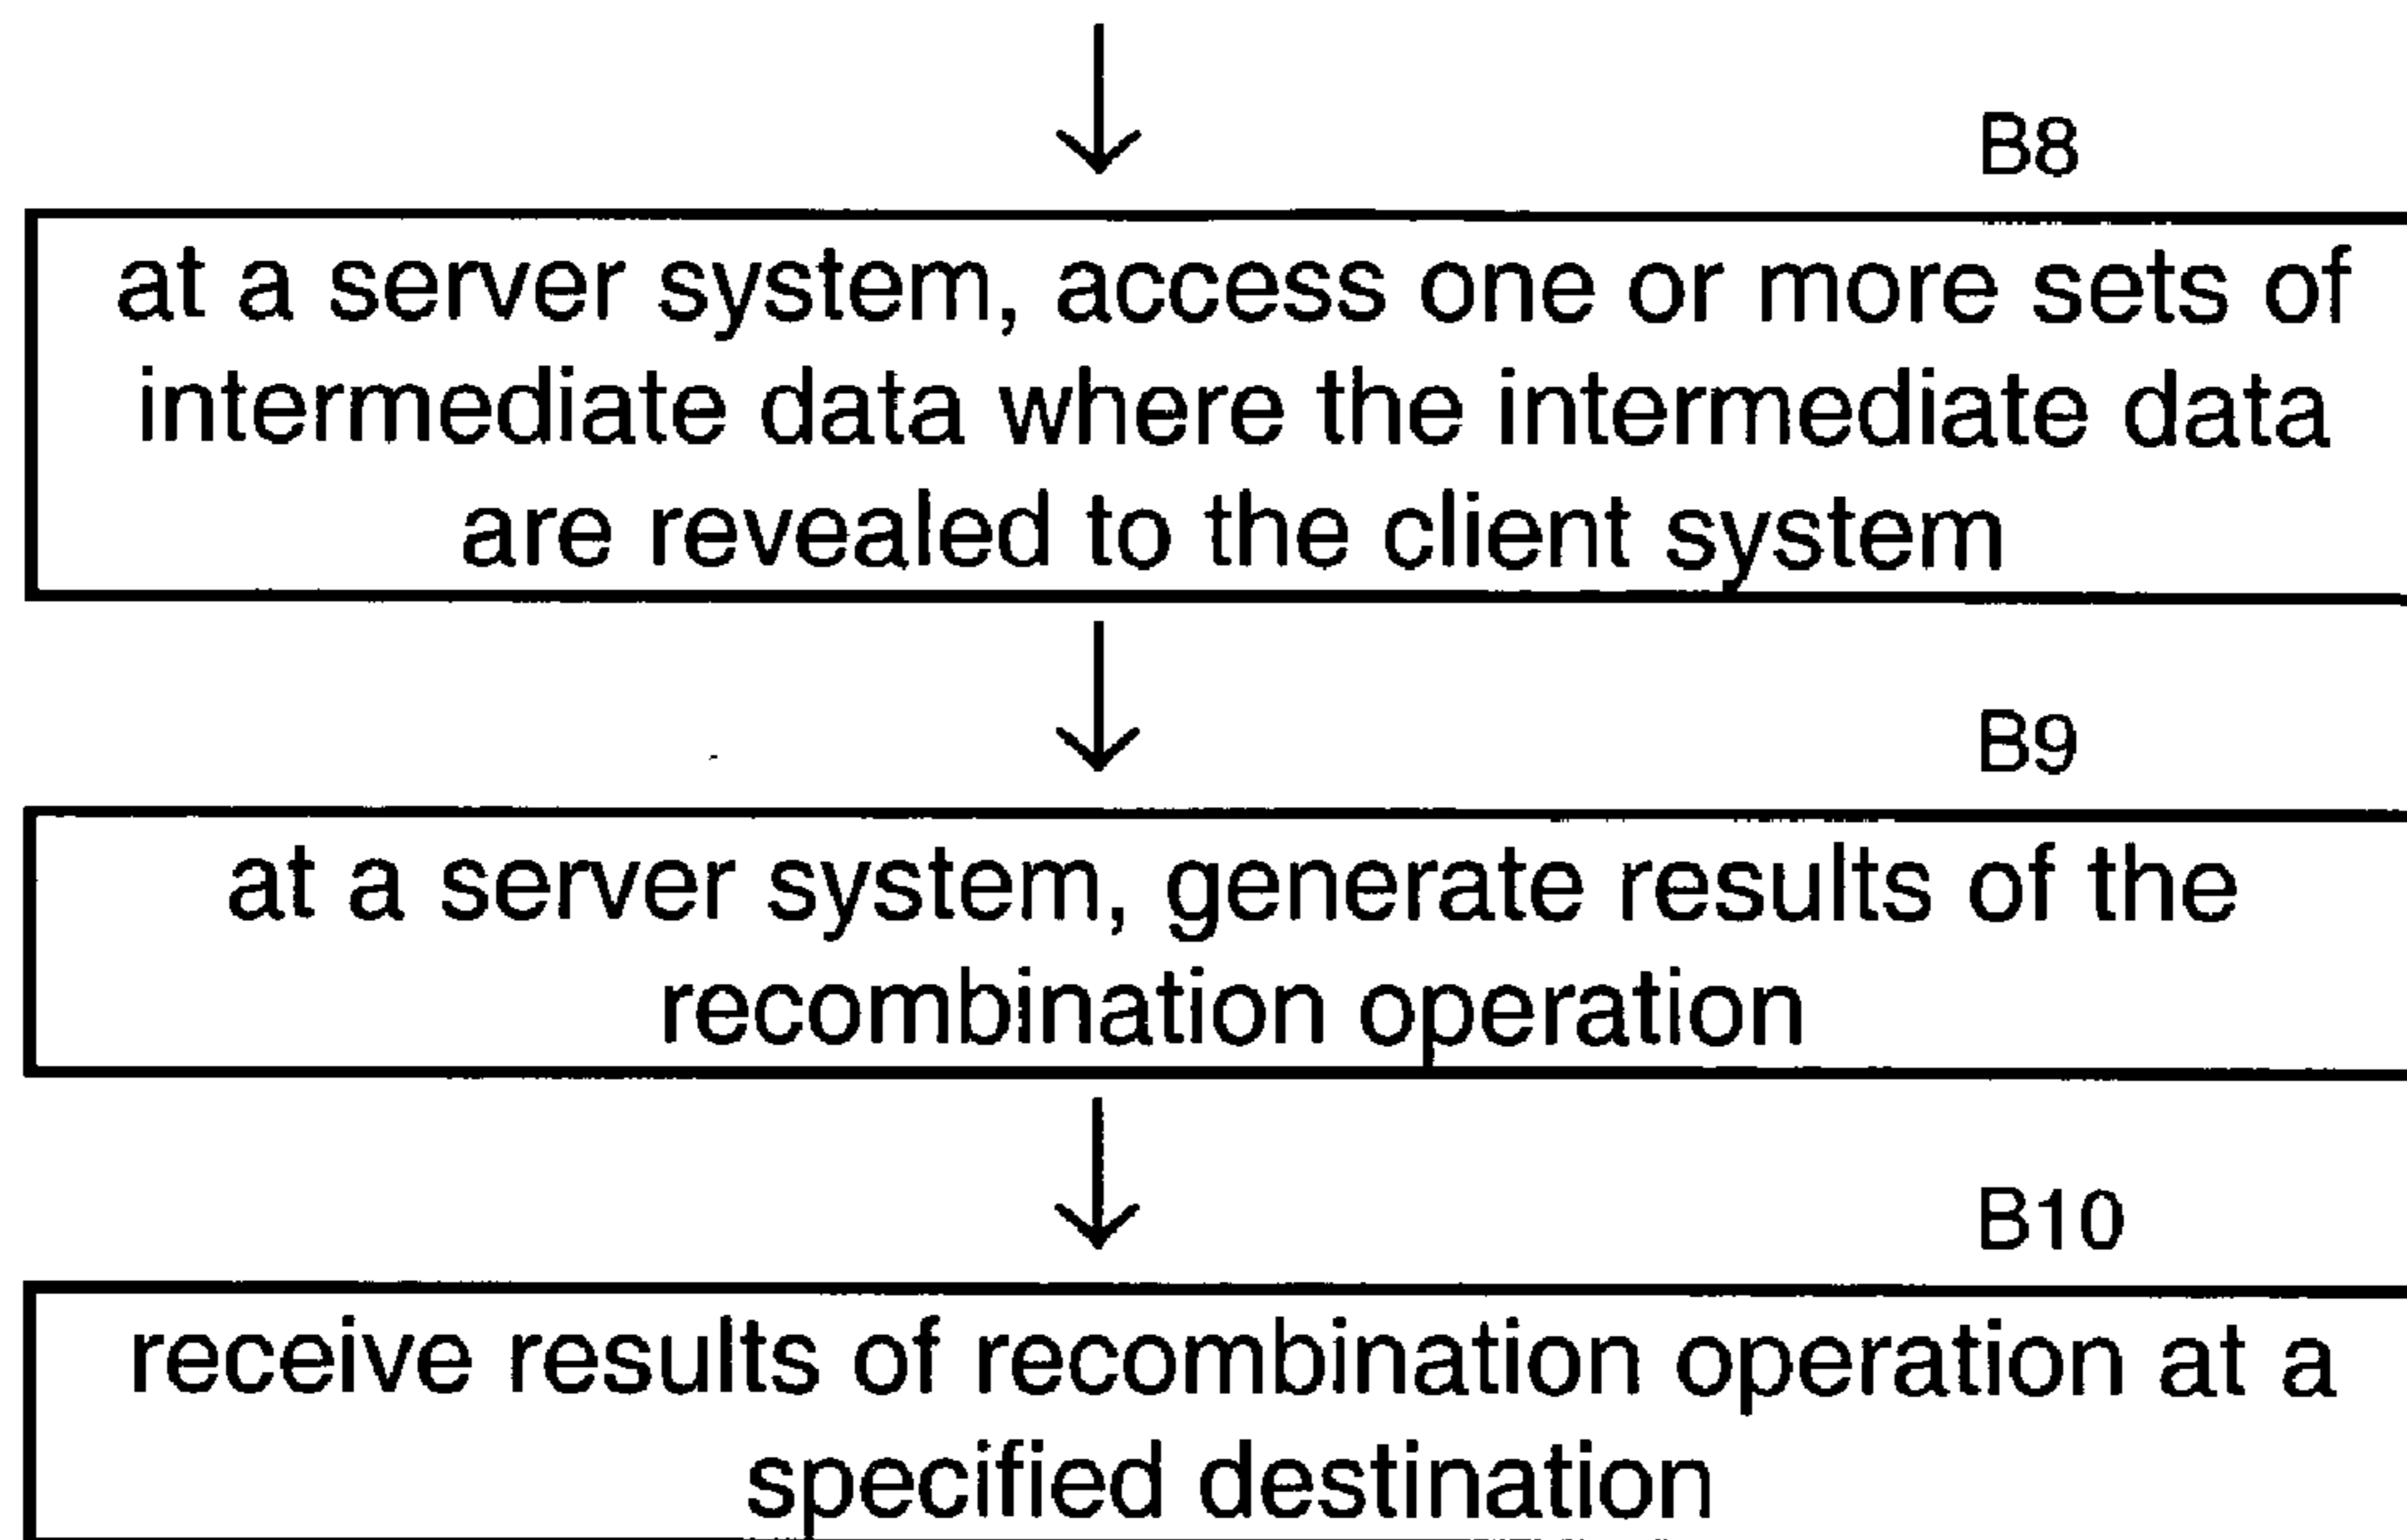 B8
at a server system, access one or more sets of
intermediate data where the intermediate data
are revealed to the client system
B9
at a server system, generate results of the
recombination operation
B10
receive results of recombination operation at a
specified destination